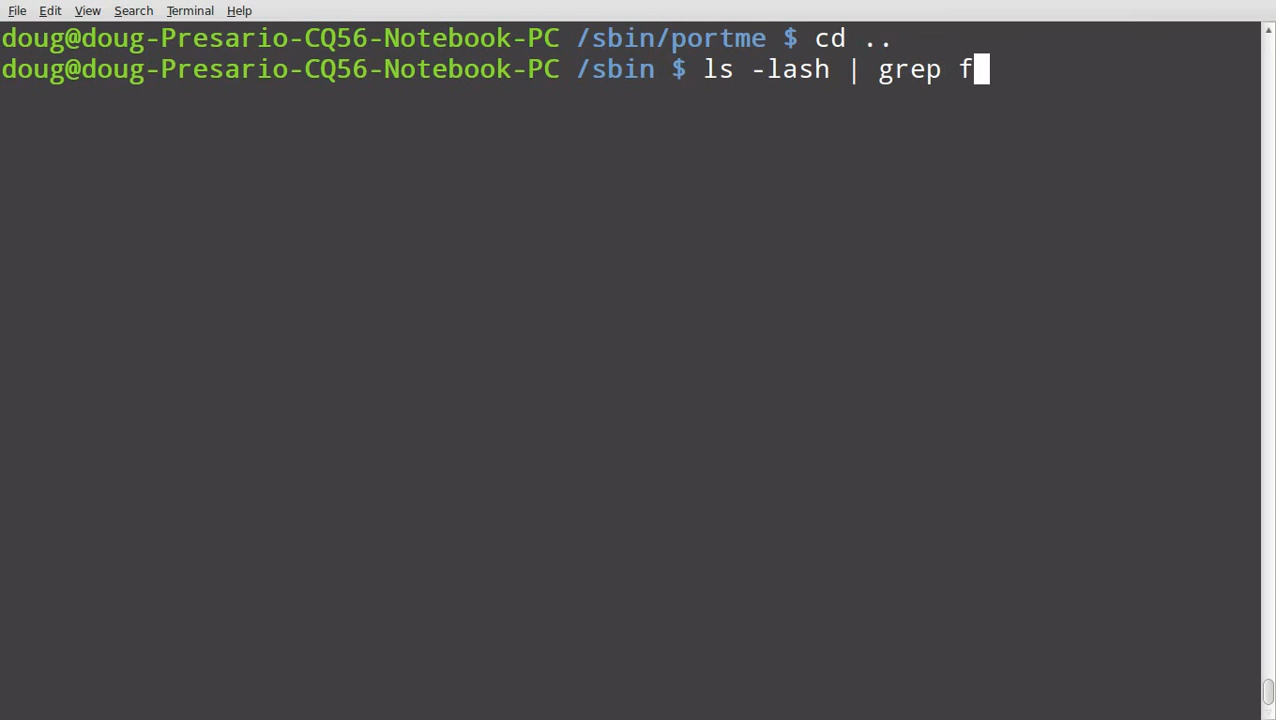 File Edit View Search Terminal Help
doug@doug-Presario-CQ56-Notebook-PC /sbin/portme $ cd ..
doug@doug-Presario-CQ56-Notebook-PC /sbin $ ls -lash | grep f